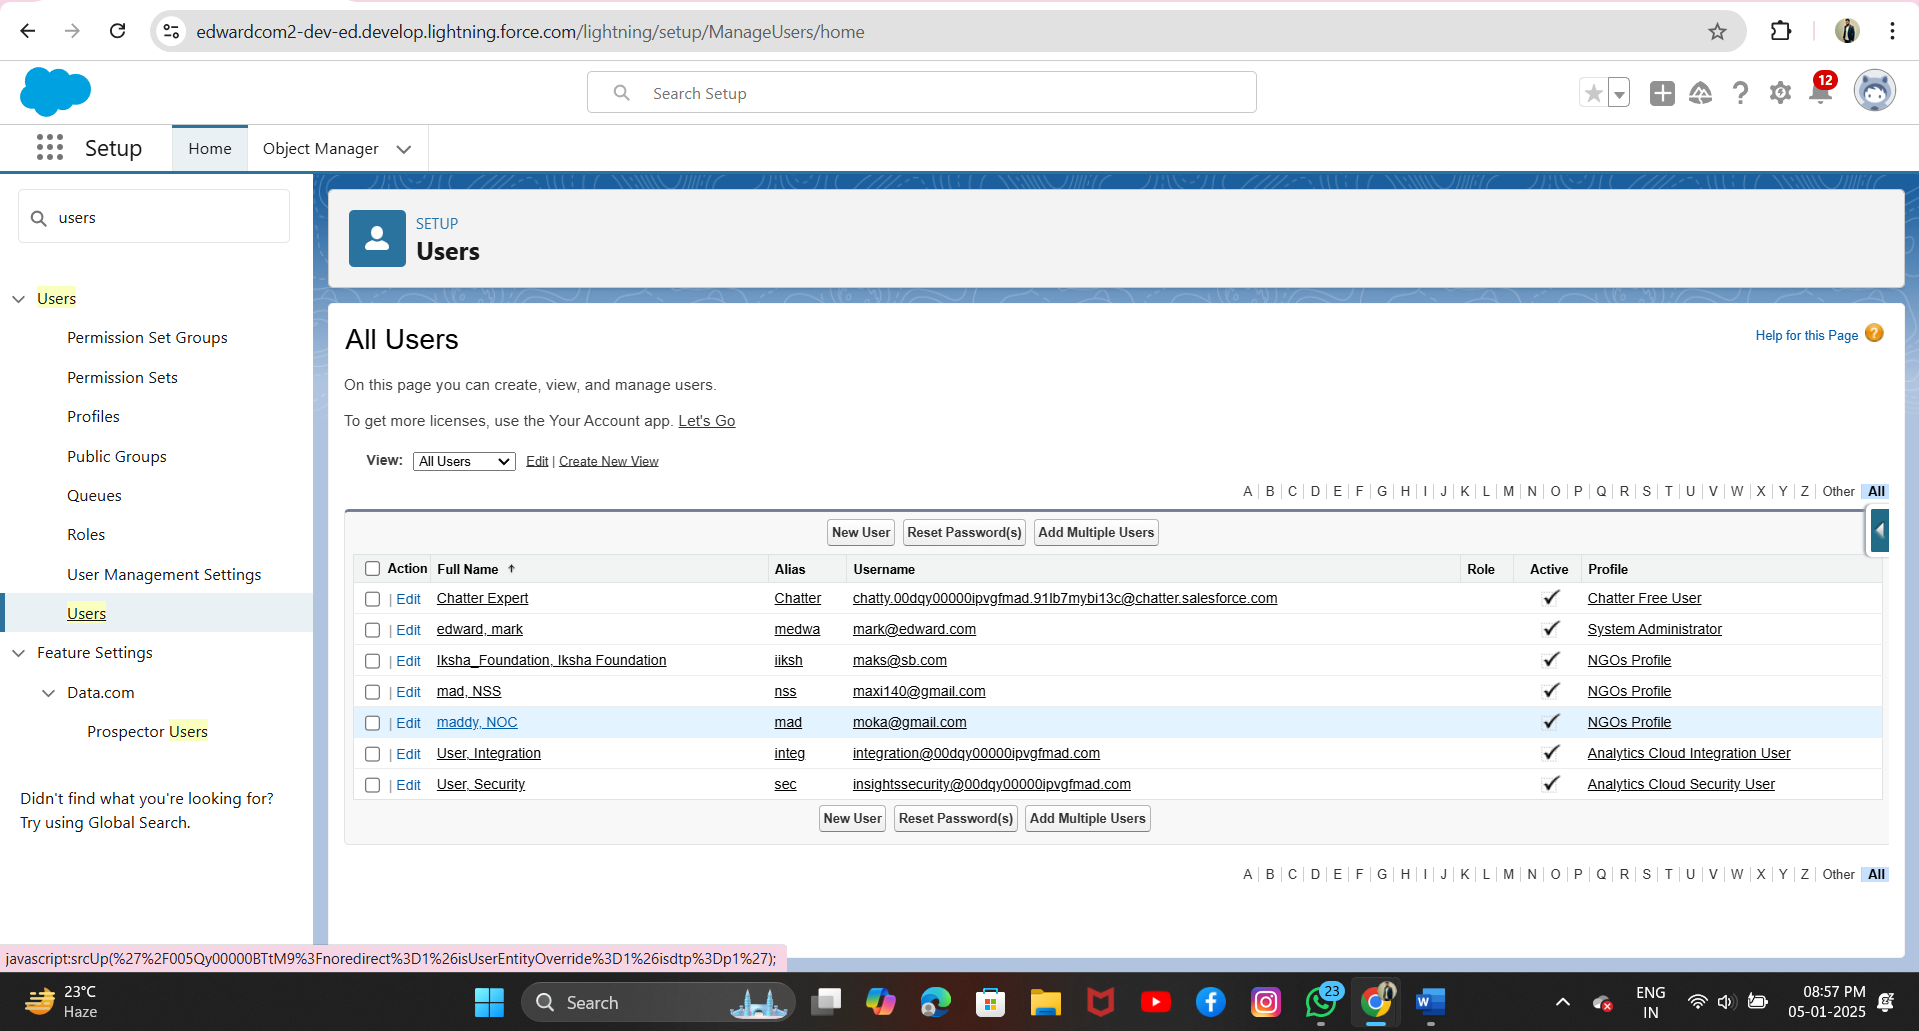 edwardcom2-dev-ed.develop.lightning.force.com/lightning/setup/ManageUsers/home
Search Setup
12
Setup
Home
Object Manager
users
SETUP
Users
Users
Permission Set Groups
Permission Sets
Profiles
Public Groups
Queues
Roles
User Management Settings
Users
Feature Settings
Data.com
Prospector Users
Didn't find what you're looking for?
Try using Global Search.
All Users
Help for this Page ?
On this page you can create, view, and manage users.
To get more licenses, use the Your Account app. Let's Go
View: All Users Edit | Create New View
A B C D E F G H I J K L M N O P Q R S T U V W X Y Z Other All
New User Reset Password(s) Add Multiple Users
Action Full Name ↑ Alias Username Role Active Profile
| Edit Chatter Expert Chatter chatty.00dqy00000ipvgfmad.91lb7mybi13c@chatter.salesforce.com Chatter Free User
| Edit edward, mark medwa mark@edward.com System Administrator
| Edit Iksha_Foundation, Iksha Foundation iiksh maks@sb.com NGOs Profile
| Edit mad, NSS nss maxi140@gmail.com NGOs Profile
| Edit maddy, NOC mad moka@gmail.com NGOs Profile
| Edit User, Integration integ integration@00dqy00000ipvgfmad.com Analytics Cloud Integration User
| Edit User, Security sec insightssecurity@00dqy00000ipvgfmad.com Analytics Cloud Security User
New User Reset Password(s) Add Multiple Users
A B C D E F G H I J K L M N O P Q R S T U V W X Y Z Other All
javascript:srcUp(%27%2F005Qy00000BTtM9%3Fnoredirect%3D1%26isUserEntityOverride%3D1%26isdtp%3Dp1%27);
23°C
Haze
Search
23
ENG
IN
08:57 PM
05-01-2025